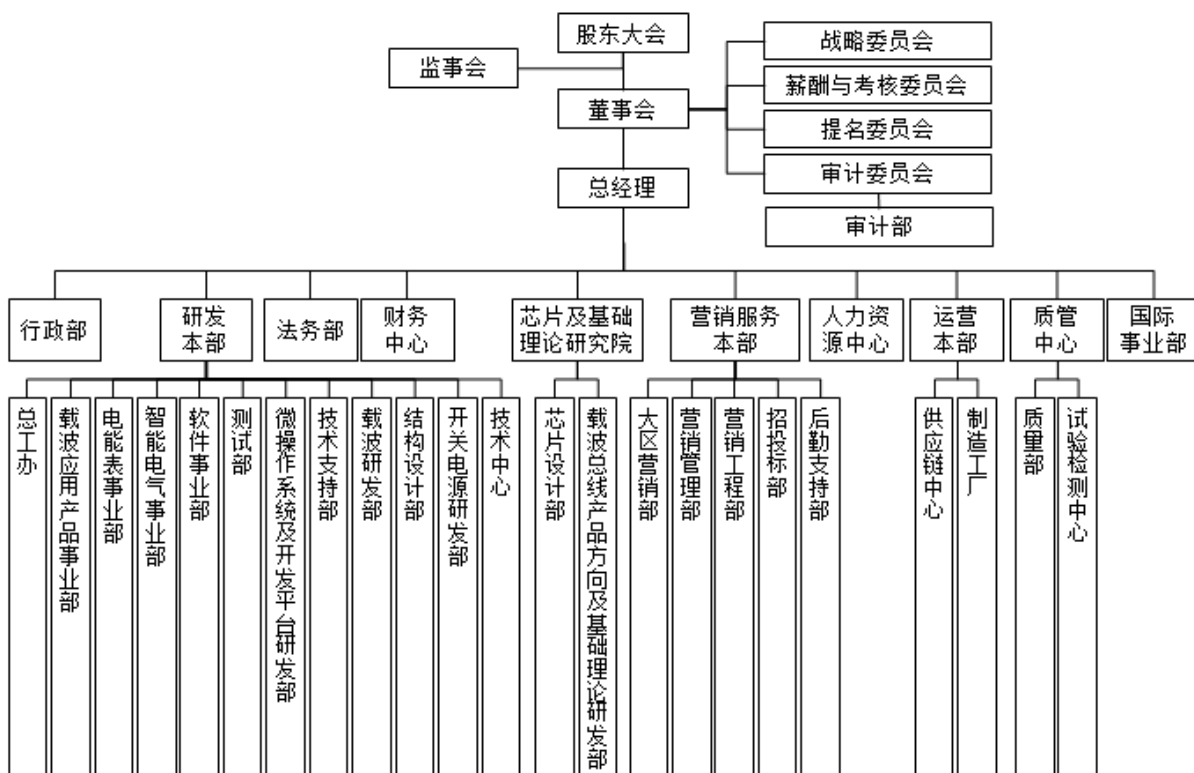 股东大会
监事会
董事会
战略委员会
薪酬与考核委员会
提名委员会
审计委员会
审计部
总经理
行政部
研发
本部
法务部
财务
中心
芯片及基础
理论研究院
营销服务
本部
人力资
源中心
运营
本部
质管
中心
国际
事业部
总工办
载波应用产品事业部
电能表事业部
智能电气事业部
软件事业部
测试部
微操作系统及开发平台研发部
技术支持部
载波研发部
结构设计部
开关电源研发部
技术中心
芯片设计部
载波总线产品方向及基础理论研发部
大区营销部
营销管理部
营销工程部
招投标部
后勤支持部
供应链中心
制造工厂
质量部
试验检测中心